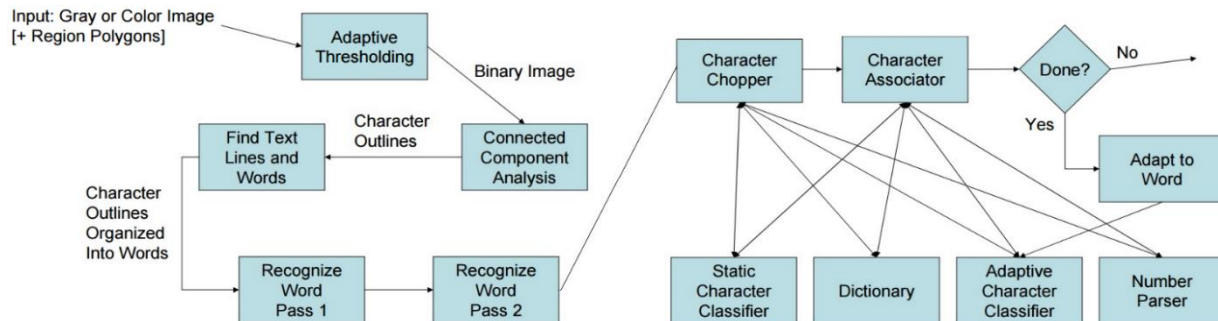 Input: Gray or Color Image
[+ Region Polygons]
Adaptive
Thresholding
Binary Image
Connected
Component
Analysis
Character
Outlines
Find Text
Lines and
Words
Character
Outlines
Organized
Into Words
Recognize
Word
Pass 1
Recognize
Word
Pass 2
Character
Chopper
Character
Associator
Done?
No
Yes
Adapt to
Word
Static
Character
Classifier
Dictionary
Adaptive
Character
Classifier
Number
Parser